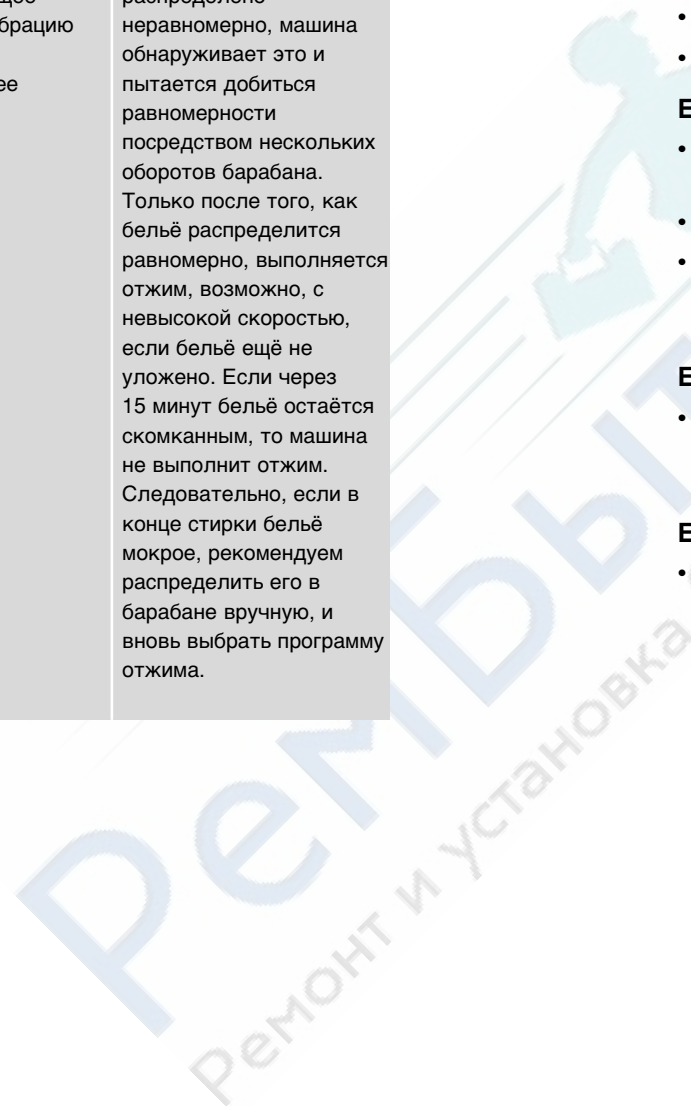 брацию
ее
неравномерно, машина
обнаруживает это и
пытается добиться
равномерности
посредством нескольких
оборотов барабана.
Только после того, как
бельё распределится
равномерно, выполняется
отжим, возможно, с
невысокой скоростью,
если бельё ещё не
уложено. Если через
15 минут бельё остаётся
скомканным, то машина
не выполнит отжим.
Следовательно, если в
конце стирки бельё
мокрое, рекомендуем
распределить его в
барабане вручную, и
вновь выбрать программу
отжима.
•
•
Е
•
•
•
Е
•
Е
•
РемБыт
Ремонт и установка